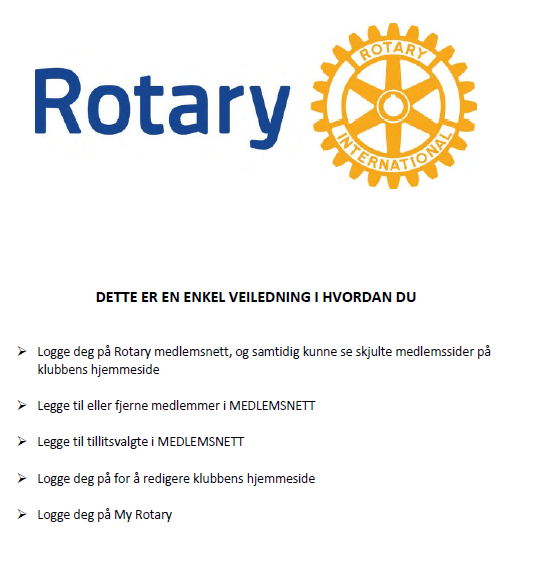 Rotary
ROTARY
INTERNATIONAL
DETTE ER EN ENKEL VEILEDNING I HVORDAN DU
➢ Logge deg på Rotary medlemsnett, og samtidig kunne se skjulte medlemssider på
klubbens hjemmeside
➢ Legge til eller fjerne medlemmer i MEDLEMSNETT
➢ Legge til tillitsvalgte i MEDLEMSNETT
➢ Logge deg på for å redigere klubbens hjemmeside
➢ Logge deg på My Rotary